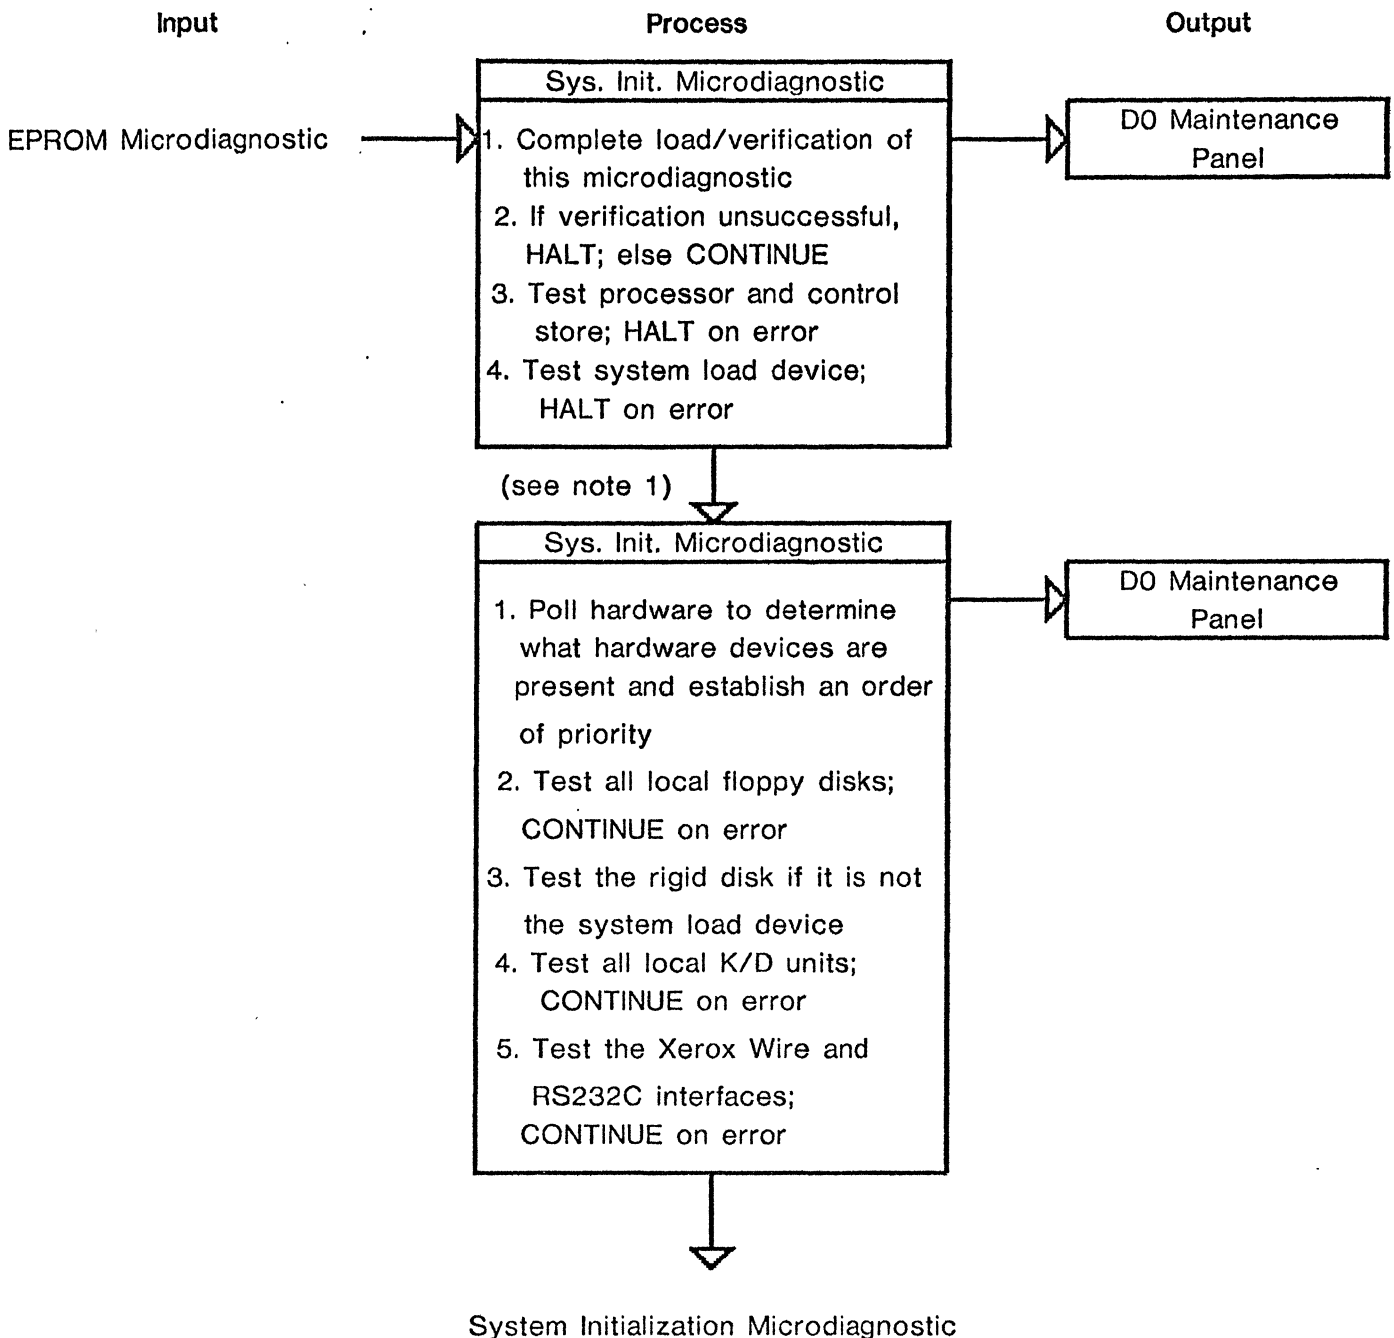 Input
Process
Output
Sys. Init. Microdiagnostic
EPROM Microdiagnostic
1. Complete load/verification of
this microdiagnostic
2. If verification unsuccessful,
HALT; else CONTINUE
3. Test processor and control
store; HALT on error
4. Test system load device;
HALT on error
D0 Maintenance
Panel
(see note 1)
Sys. Init. Microdiagnostic
1. Poll hardware to determine
what hardware devices are
present and establish an order
of priority
2. Test all local floppy disks;
CONTINUE on error
3. Test the rigid disk if it is not
the system load device
4. Test all local K/D units;
CONTINUE on error
5. Test the Xerox Wire and
RS232C interfaces;
CONTINUE on error
D0 Maintenance
Panel
System Initialization Microdiagnostic